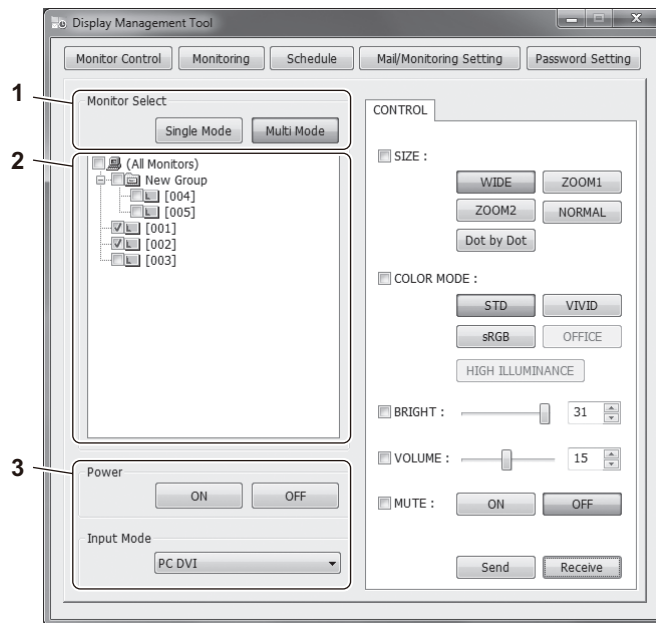 Display Management Tool
Monitor Control Monitoring Schedule Mail/Monitoring Setting Password Setting
1
Monitor Select
Single Mode Multi Mode
2
(All Monitors)
New Group
[004]
[005]
[001]
[002]
[003]
3
Power
ON OFF
Input Mode
PC DVI
CONTROL
SIZE :
WIDE ZOOM1
ZOOM2 NORMAL
Dot by Dot
COLOR MODE :
STD VIVID
sRGB OFFICE
HIGH ILLUMINANCE
BRIGHT : 31
VOLUME : 15
MUTE : ON OFF
Send Receive